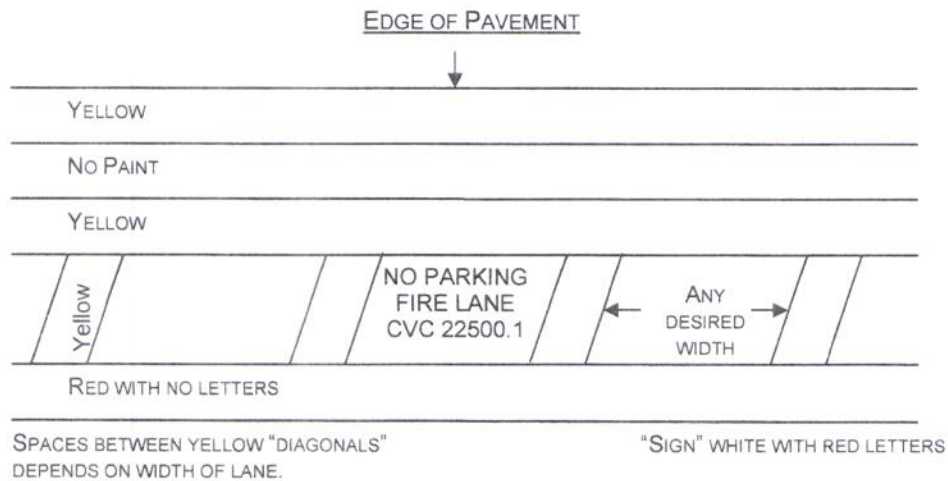 EDGE OF PAVEMENT
YELLOW
NO PAINT
YELLOW
Yellow
NO PARKING
FIRE LANE
CVC 22500.1
ANY
DESIRED
WIDTH
RED WITH NO LETTERS
SPACES BETWEEN YELLOW "DIAGONALS"
DEPENDS ON WIDTH OF LANE.
"SIGN" WHITE WITH RED LETTERS